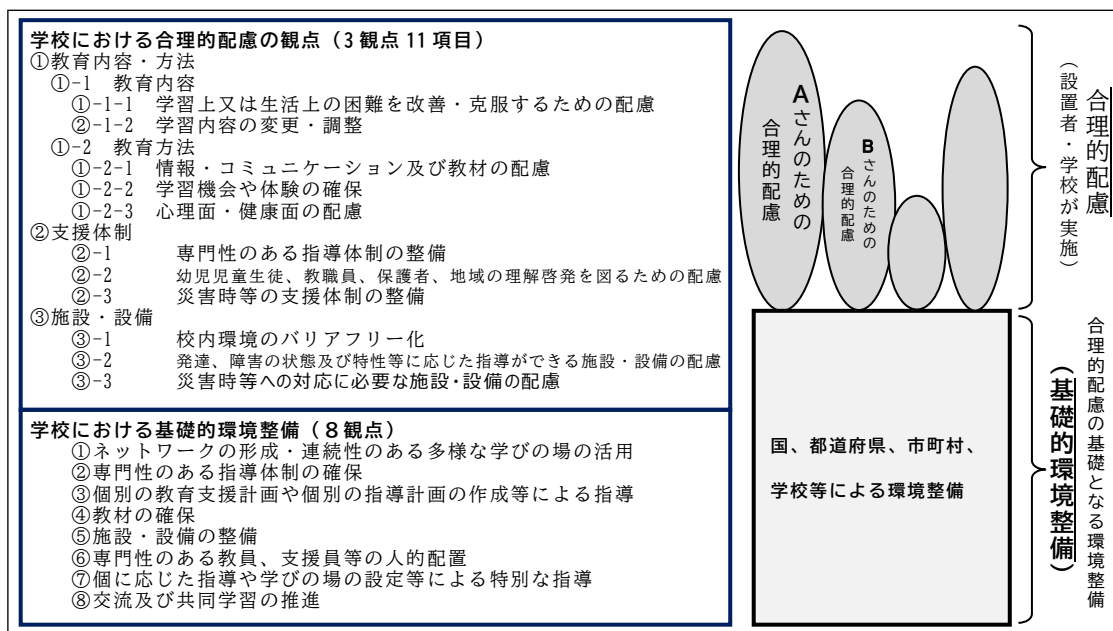 学校における合理的配慮の観点（3観点11項目）
①教育内容・方法
①-1 教育内容
①-1-1 学習上又は生活上の困難を改善・克服するための配慮
②-1-2 学習内容の変更・調整
①-2 教育方法
①-2-1 情報・コミュニケーション及び教材の配慮
①-2-2 学習機会や体験の確保
①-2-3 心理面・健康面の配慮
②支援体制
②-1 専門性のある指導体制の整備
②-2 幼児児童生徒、教職員、保護者、地域の理解啓発を図るための配慮
②-3 災害時等の支援体制の整備
③施設・設備
③-1 校内環境のバリアフリー化
③-2 発達、障害の状態及び特性等に応じた指導ができる施設・設備の配慮
③-3 災害時等への対応に必要な施設・設備の配慮
学校における基礎的環境整備（８観点）
①ネットワークの形成・連続性のある多様な学びの場の活用
②専門性のある指導体制の確保
③個別の教育支援計画や個別の指導計画の作成等による指導
④教材の確保
⑤施設・設備の整備
⑥専門性のある教員、支援員等の人的配置
⑦個に応じた指導や学びの場の設定等による特別な指導
⑧交流及び共同学習の推進
Aさんのための
合理的配慮
Bさんのための
合理的配慮
合理的配慮
（設置者・学校が実施）
国、都道府県、市町村、
学校等による環境整備
合理的配慮の基礎となる環境整備
（基礎的環境整備）